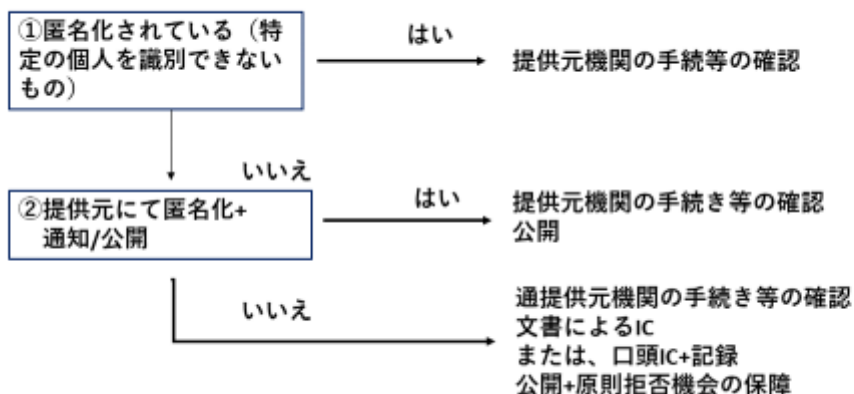 ①匿名化されている（特
定の個人を識別できない
もの）
はい
提供元機関の手続等の確認
いいえ
②提供元にて匿名化+
通知/公開
はい
提供元機関の手続き等の確認
公開
いいえ
通提供元機関の手続き等の確認
文書によるIC
または、口頭IC+記録
公開+原則拒否機会の保障